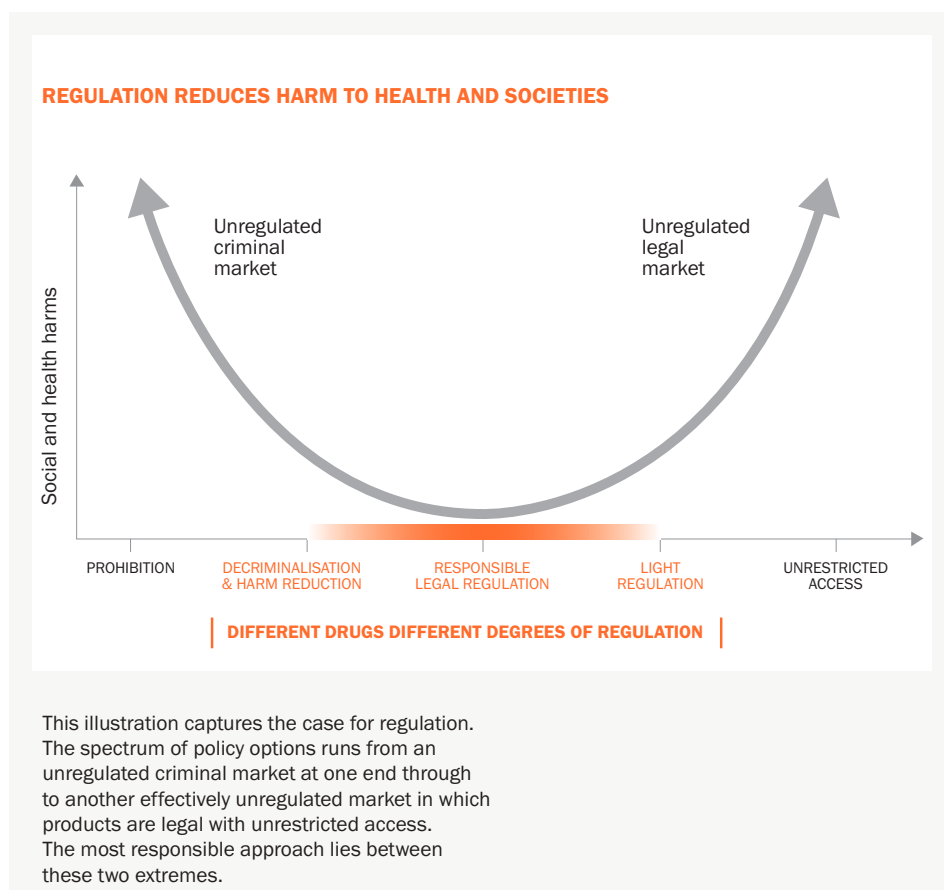 REGULATION REDUCES HARM TO HEALTH AND SOCIETIES
Unregulated
criminal
market
Unregulated
legal
market
Social and health harms
PROHIBITION
DECRIMINALISATION
& HARM REDUCTION
RESPONSIBLE
LEGAL REGULATION
LIGHT
REGULATION
UNRESTRICTED
ACCESS
DIFFERENT DRUGS DIFFERENT DEGREES OF REGULATION
This illustration captures the case for regulation.
The spectrum of policy options runs from an
unregulated criminal market at one end through
to another effectively unregulated market in which
products are legal with unrestricted access.
The most responsible approach lies between
these two extremes.